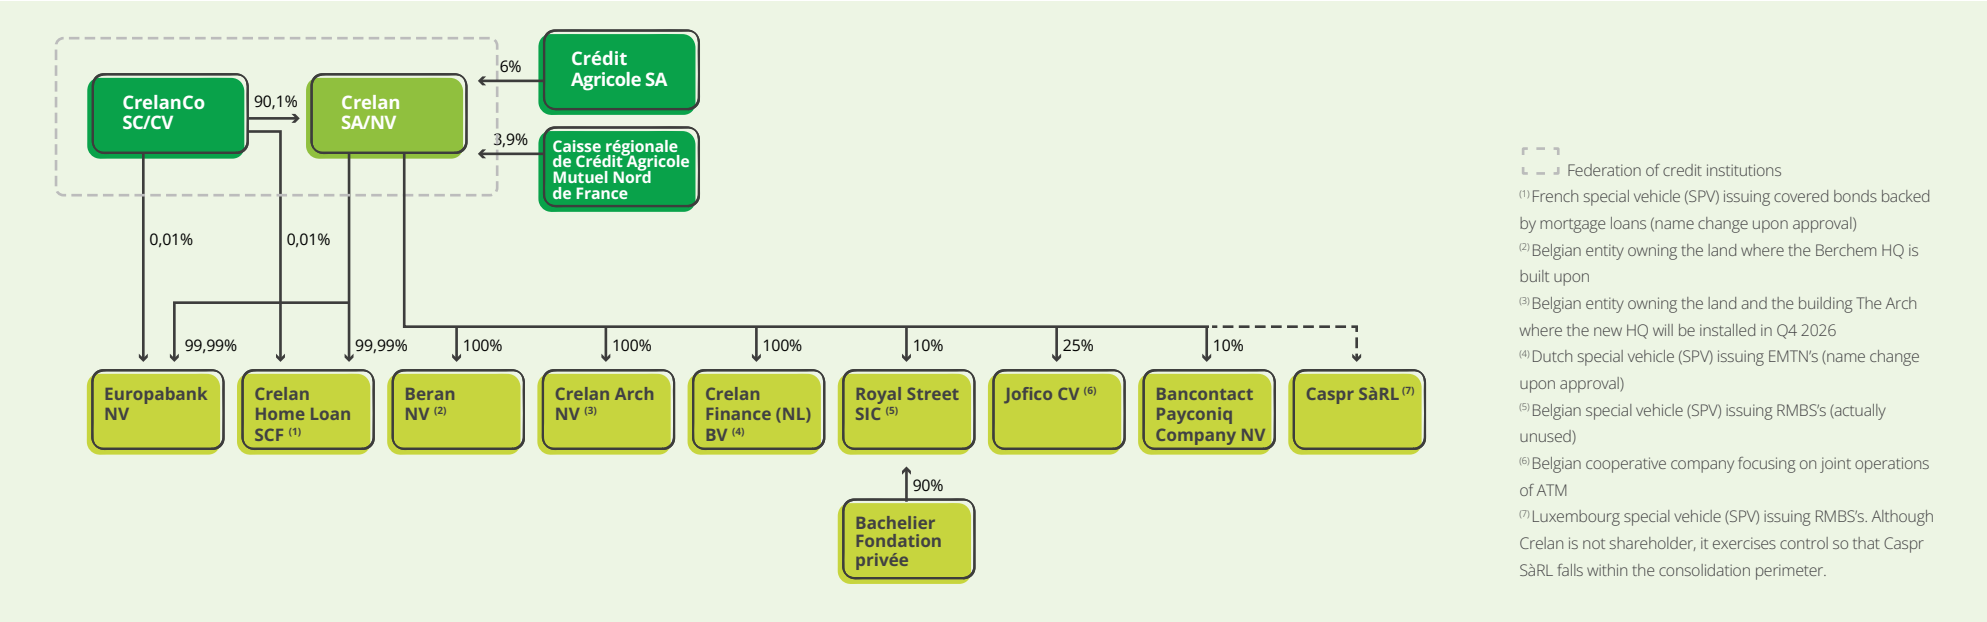 CrelanCo
SC/CV
90,1%
Crelan
SA/NV
6%
Crédit
Agricole SA
3,9%
Caisse régionale
de Crédit Agricole
Mutuel Nord
de France
0,01%
0,01%
99,99%
99,99%
100%
100%
100%
10%
25%
10%
Europabank
NV
Crelan
Home Loan
SCF (1)
Beran
NV (2)
Crelan Arch
NV (3)
Crelan
Finance (NL)
BV (4)
Royal Street
SIC (5)
Jofico CV (6)
Bancontact
Payconiq
Company NV
Caspr SàRL (7)
90%
Bachelier
Fondation
privée
Federation of credit institutions
(1) French special vehicle (SPV) issuing covered bonds backed
by mortgage loans (name change upon approval)
(2) Belgian entity owning the land where the Berchem HQ is
built upon
(3) Belgian entity owning the land and the building The Arch
where the new HQ will be installed in Q4 2026
(4) Dutch special vehicle (SPV) issuing EMTN's (name change
upon approval)
(5) Belgian special vehicle (SPV) issuing RMBS's (actually
unused)
(6) Belgian cooperative company focusing on joint operations
of ATM
(7) Luxembourg special vehicle (SPV) issuing RMBS's. Although
Crelan is not shareholder, it exercises control so that Caspr
SàRL falls within the consolidation perimeter.